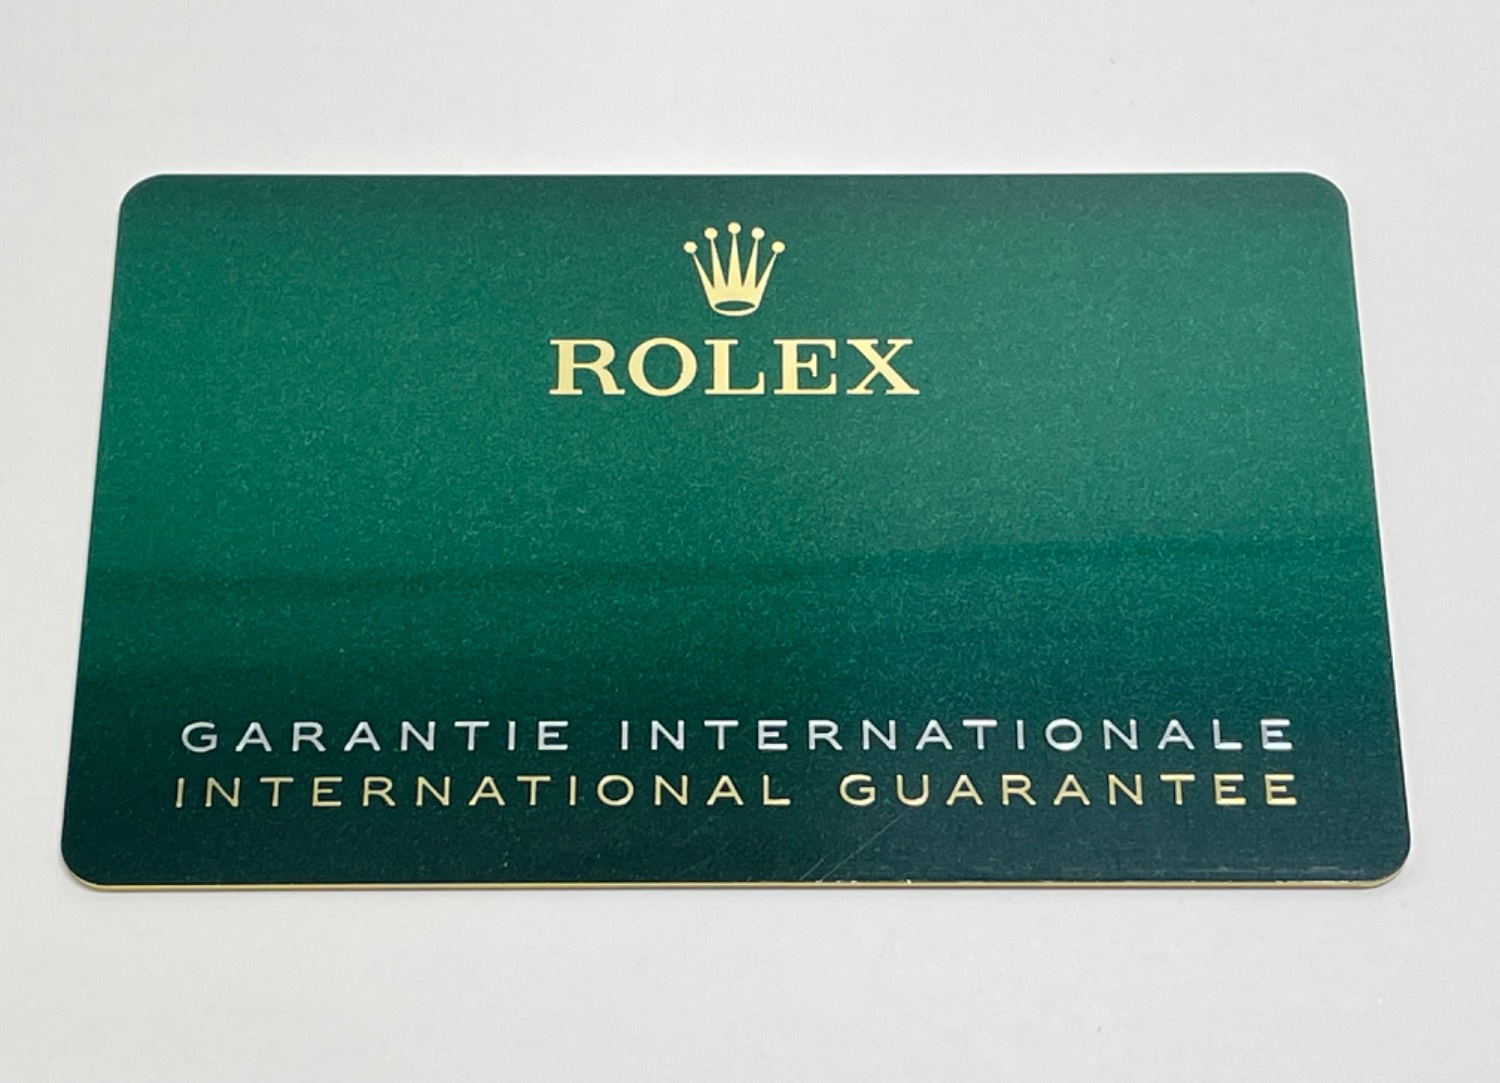 ROLEX
GARANTIE INTERNATIONALE
INTERNATIONAL GUARANTEE